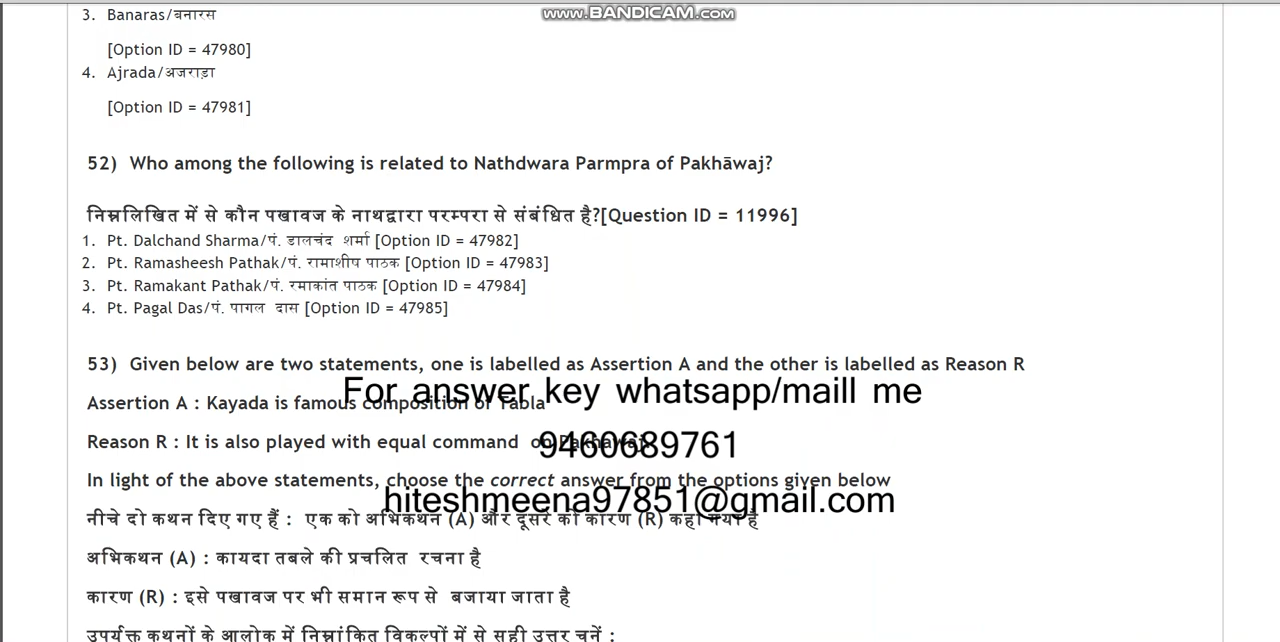 www.BANDICAM.com
3. Banaras/बनारस
[Option ID = 47980]
4. Ajrada/अजराड़ा
[Option ID = 47981]
52) Who among the following is related to Nathdwara Parmpra of Pakhāwaj?
निम्नलिखित में से कौन पखावज के नाथद्वारा परम्परा से संबंधित है?[Question ID = 11996]
1. Pt. Dalchand Sharma/पं. डालचंद शर्मा [Option ID = 47982]
2. Pt. Ramasheesh Pathak/पं. रामाशीष पाठक [Option ID = 47983]
3. Pt. Ramakant Pathak/पं. रमाकांत पाठक [Option ID = 47984]
4. Pt. Pagal Das/पं. पागल दास [Option ID = 47985]
53) Given below are two statements, one is labelled as Assertion A and the other is labelled as Reason R
For answer key whatsapp/maill me
Assertion A : Kayada is famous composition of Tabla
Reason R : It is also played with equal command on Pakhawaj.
9460689761
In light of the above statements, choose the correct answer from the options given below
hiteshmeena97851@gmail.com
नीचे दो कथन दिए गए हैं : एक को अभिकथन (A) और दूसरे को कारण (R) कहा गया है
अभिकथन (A) : कायदा तबले की प्रचलित रचना है
कारण (R) : इसे पखावज पर भी समान रूप से बजाया जाता है
उपर्युक्त कथनों के आलोक में निम्नांकित विकल्पों में से सही उत्तर चुनें :